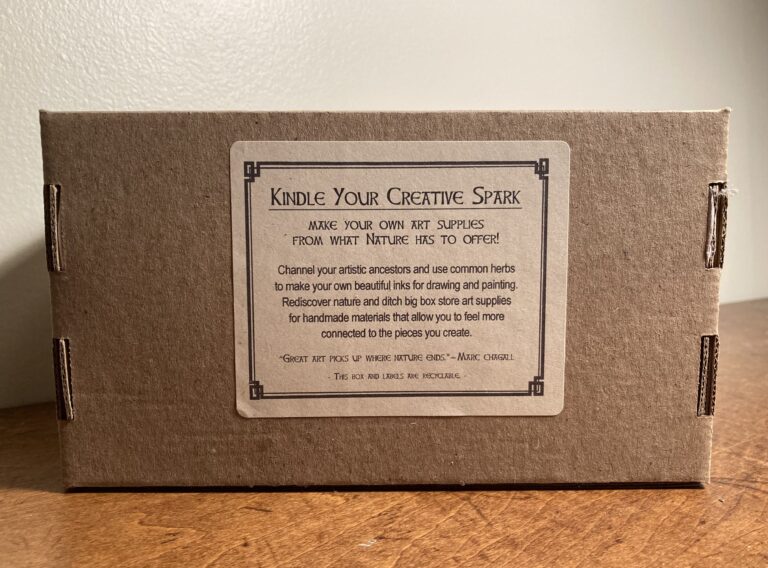 Kindle Your Creative Spark
make your own art supplies
from what Nature has to offer!
Channel your artistic ancestors and use common herbs
to make your own beautiful inks for drawing and painting.
Rediscover nature and ditch big box store art supplies
for handmade materials that allow you to feel more
connected to the pieces you create.
"Great art picks up where nature ends." – Marc Chagall
· This box and labels are recyclable. ·